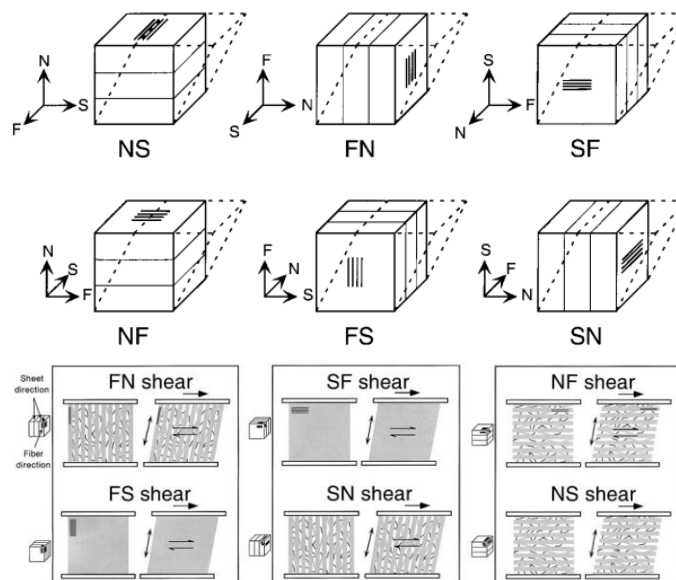 N
S
F
NS
F
N
S
FN
S
F
N
SF
N
S
F
NF
F
N
S
FS
S
F
N
SN
Sheet
direction
Fiber
direction
FN shear
SF shear
NF shear
FS shear
SN shear
NS shear